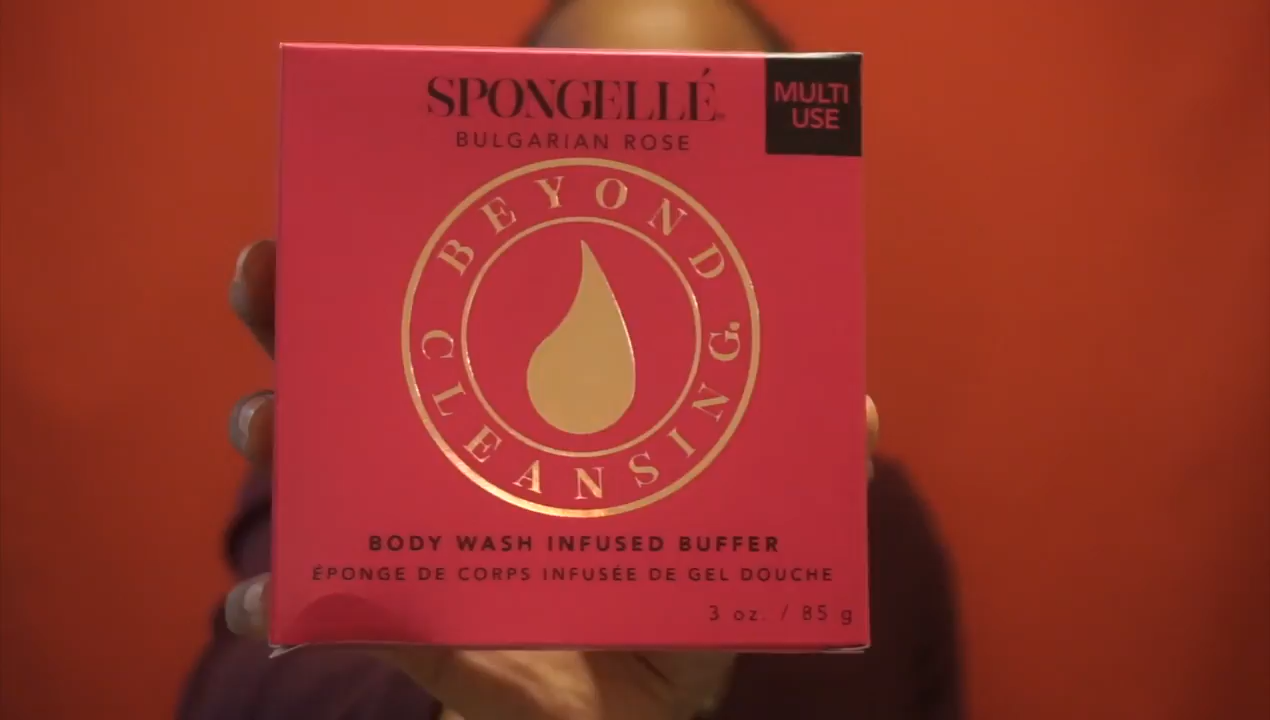 SPONGELLÉ
BULGARIAN ROSE
MULTI
USE
BEYOND
CLEANSING.
BODY WASH INFUSED BUFFER
ÉPONGE DE CORPS INFUSÉE DE GEL DOUCHE
3 oz. / 85 g